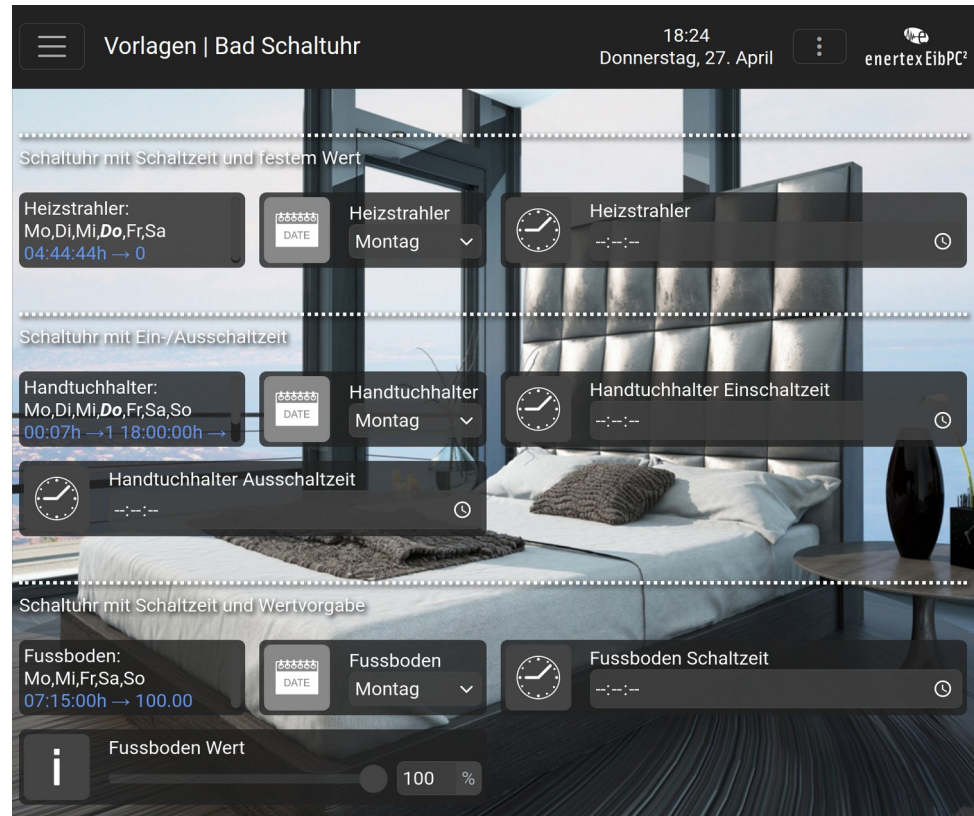 Vorlagen | Bad Schaltuhr
18:24
Donnerstag, 27. April
enertexEibPC²
Schaltuhr mit Schaltzeit und festem Wert
Heizstrahler:
Mo,Di,Mi,Do,Fr,Sa
04:44:44h → 0
DATE
Heizstrahler
Montag
Heizstrahler
--:--:--
Schaltuhr mit Ein-/Ausschaltzeit
Handtuchhalter:
Mo,Di,Mi,Do,Fr,Sa,So
00:07h →1 18:00:00h →
DATE
Handtuchhalter
Montag
Handtuchhalter Einschaltzeit
--:--:--
Handtuchhalter Ausschaltzeit
--:--:--
Schaltuhr mit Schaltzeit und Wertvorgabe
Fussboden:
Mo,Mi,Fr,Sa,So
07:15:00h → 100.00
DATE
Fussboden
Montag
Fussboden Schaltzeit
--:--:--
i
Fussboden Wert
100 %